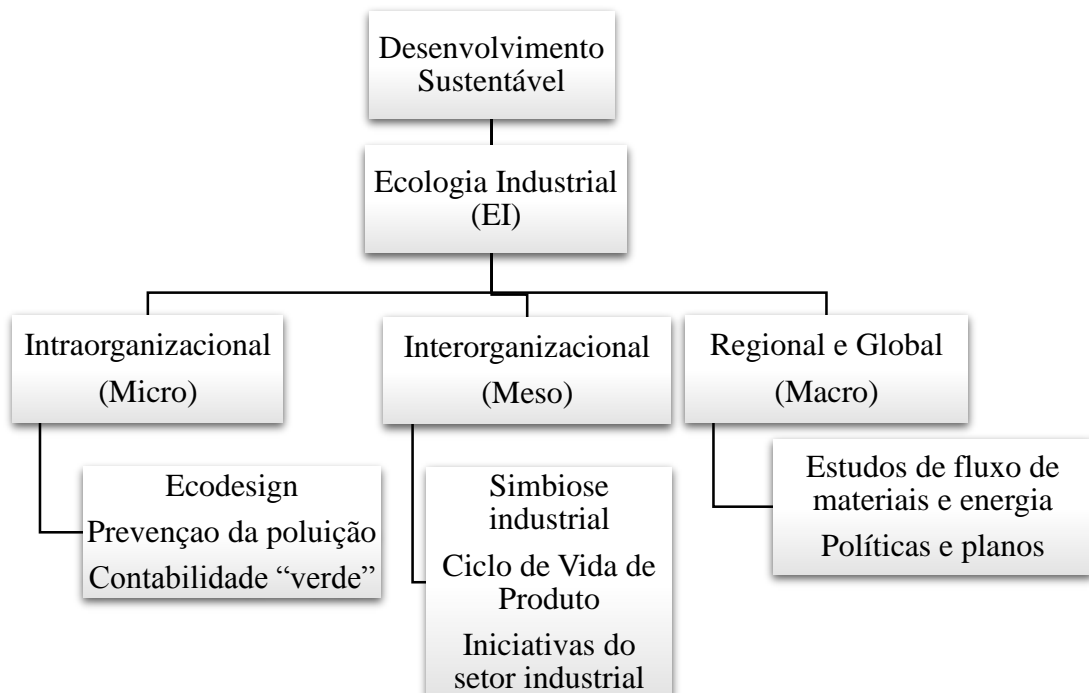 Desenvolvimento
Sustentável
Ecologia Industrial
(EI)
Intraorganizacional
(Micro)
Interorganizacional
(Meso)
Regional e Global
(Macro)
Ecodesign
Prevençao da poluição
Contabilidade “verde”
Simbiose
industrial
Ciclo de Vida de
Produto
Iniciativas do
setor industrial
Estudos de fluxo de
materiais e energia
Políticas e planos